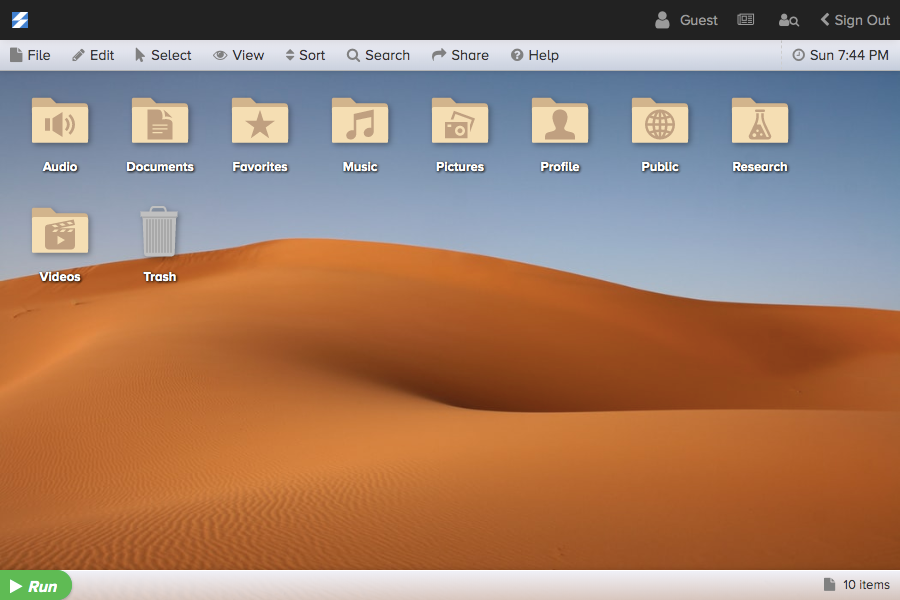 Guest Sign Out
File Edit Select View Sort Search Share Help Sun 7:44 PM
Audio Documents Favorites Music Pictures Profile Public Research
Videos Trash
Run 10 items